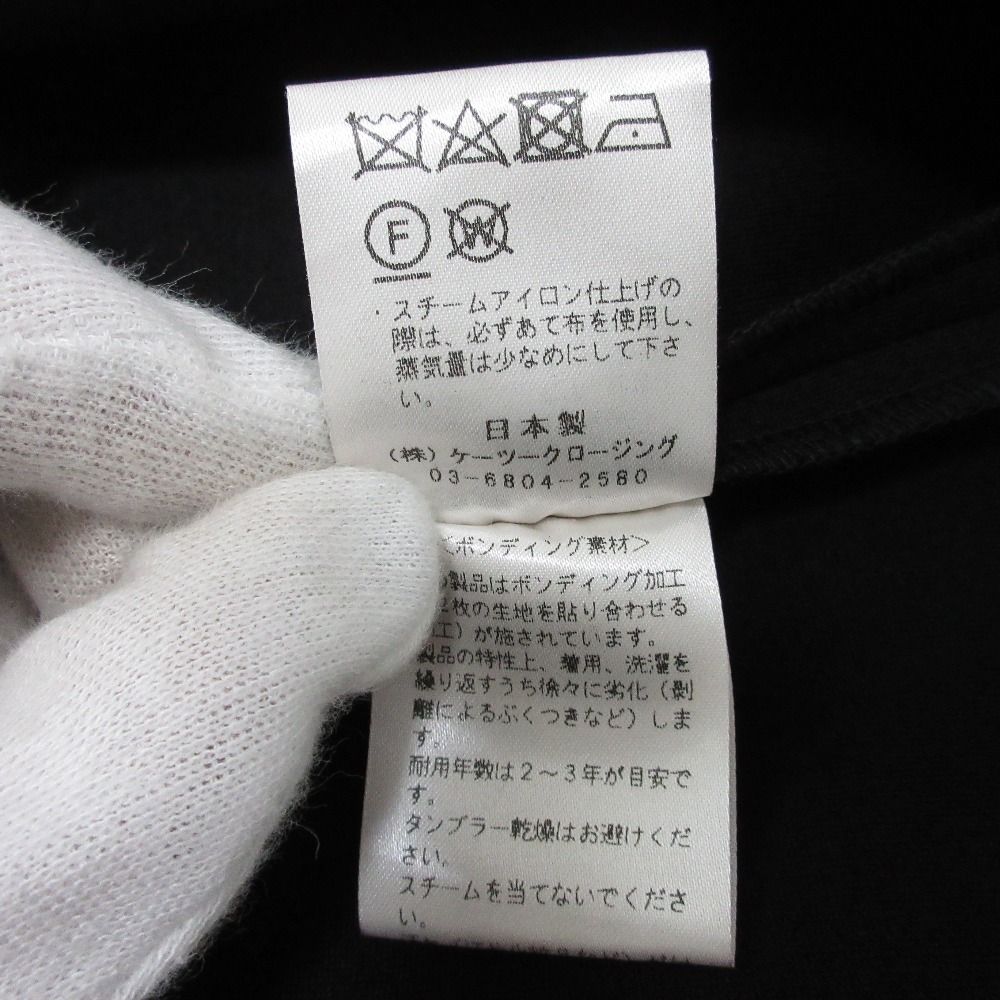 F
W
・スチームアイロン仕上げの
際は、必ずあて布を使用し、
蒸気量は少なめにして下さ
い。
日本製
（株）ケーツークロージング
03-6804-2580
＜ボンディング素材＞
製品はボンディング加工
2枚の生地を貼り合わせる
工）が施されています。
製品の特性上、着用、洗濯を
繰り返すうち徐々に劣化（剥
離によるぶくつきなど）しま
す。
耐用年数は２～３年が目安で
す。
タンブラー乾燥はお避けくだ
さい。
スチームを当てないでくださ
い。